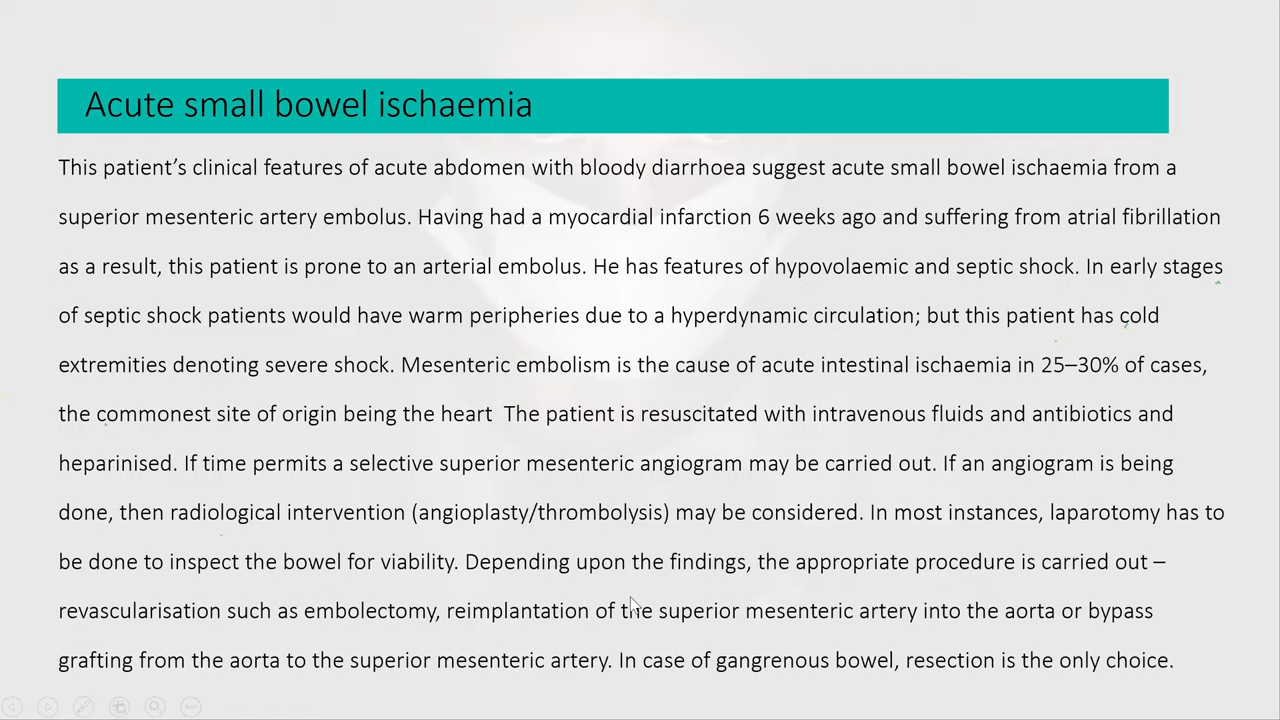 Acute small bowel ischaemia
This patient’s clinical features of acute abdomen with bloody diarrhoea suggest acute small bowel ischaemia from a
superior mesenteric artery embolus. Having had a myocardial infarction 6 weeks ago and suffering from atrial fibrillation
as a result, this patient is prone to an arterial embolus. He has features of hypovolaemic and septic shock. In early stages
of septic shock patients would have warm peripheries due to a hyperdynamic circulation; but this patient has cold
extremities denoting severe shock. Mesenteric embolism is the cause of acute intestinal ischaemia in 25–30% of cases,
the commonest site of origin being the heart  The patient is resuscitated with intravenous fluids and antibiotics and
heparinised. If time permits a selective superior mesenteric angiogram may be carried out. If an angiogram is being
done, then radiological intervention (angioplasty/thrombolysis) may be considered. In most instances, laparotomy has to
be done to inspect the bowel for viability. Depending upon the findings, the appropriate procedure is carried out –
revascularisation such as embolectomy, reimplantation of the superior mesenteric artery into the aorta or bypass
grafting from the aorta to the superior mesenteric artery. In case of gangrenous bowel, resection is the only choice.